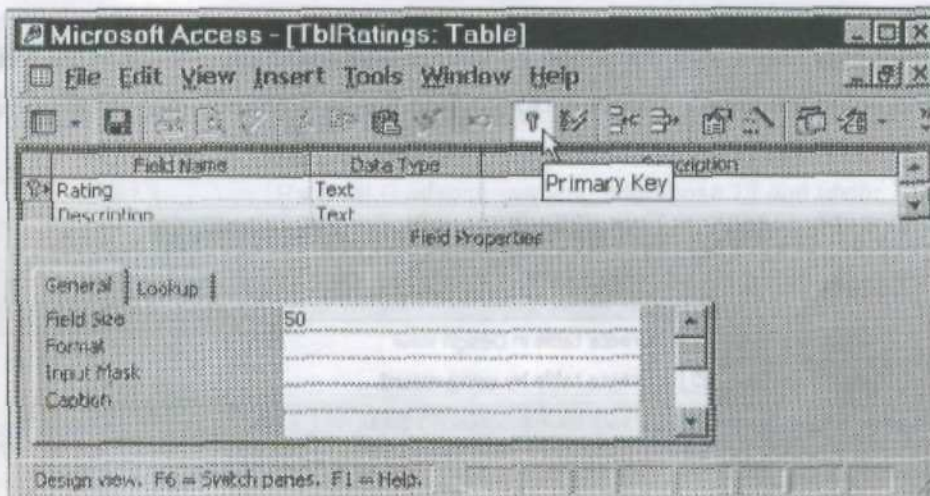 Microsoft Access - [TblRatings: Table]
File Edit View Insert Tools Window Help
Field Name Data Type
Primary Key
Rating Text
Description Text
Field Properties
General Lookup
Field Size 50
Format
Input Mask
Caption
Design view. F6 = Switch panes. F1 = Help.